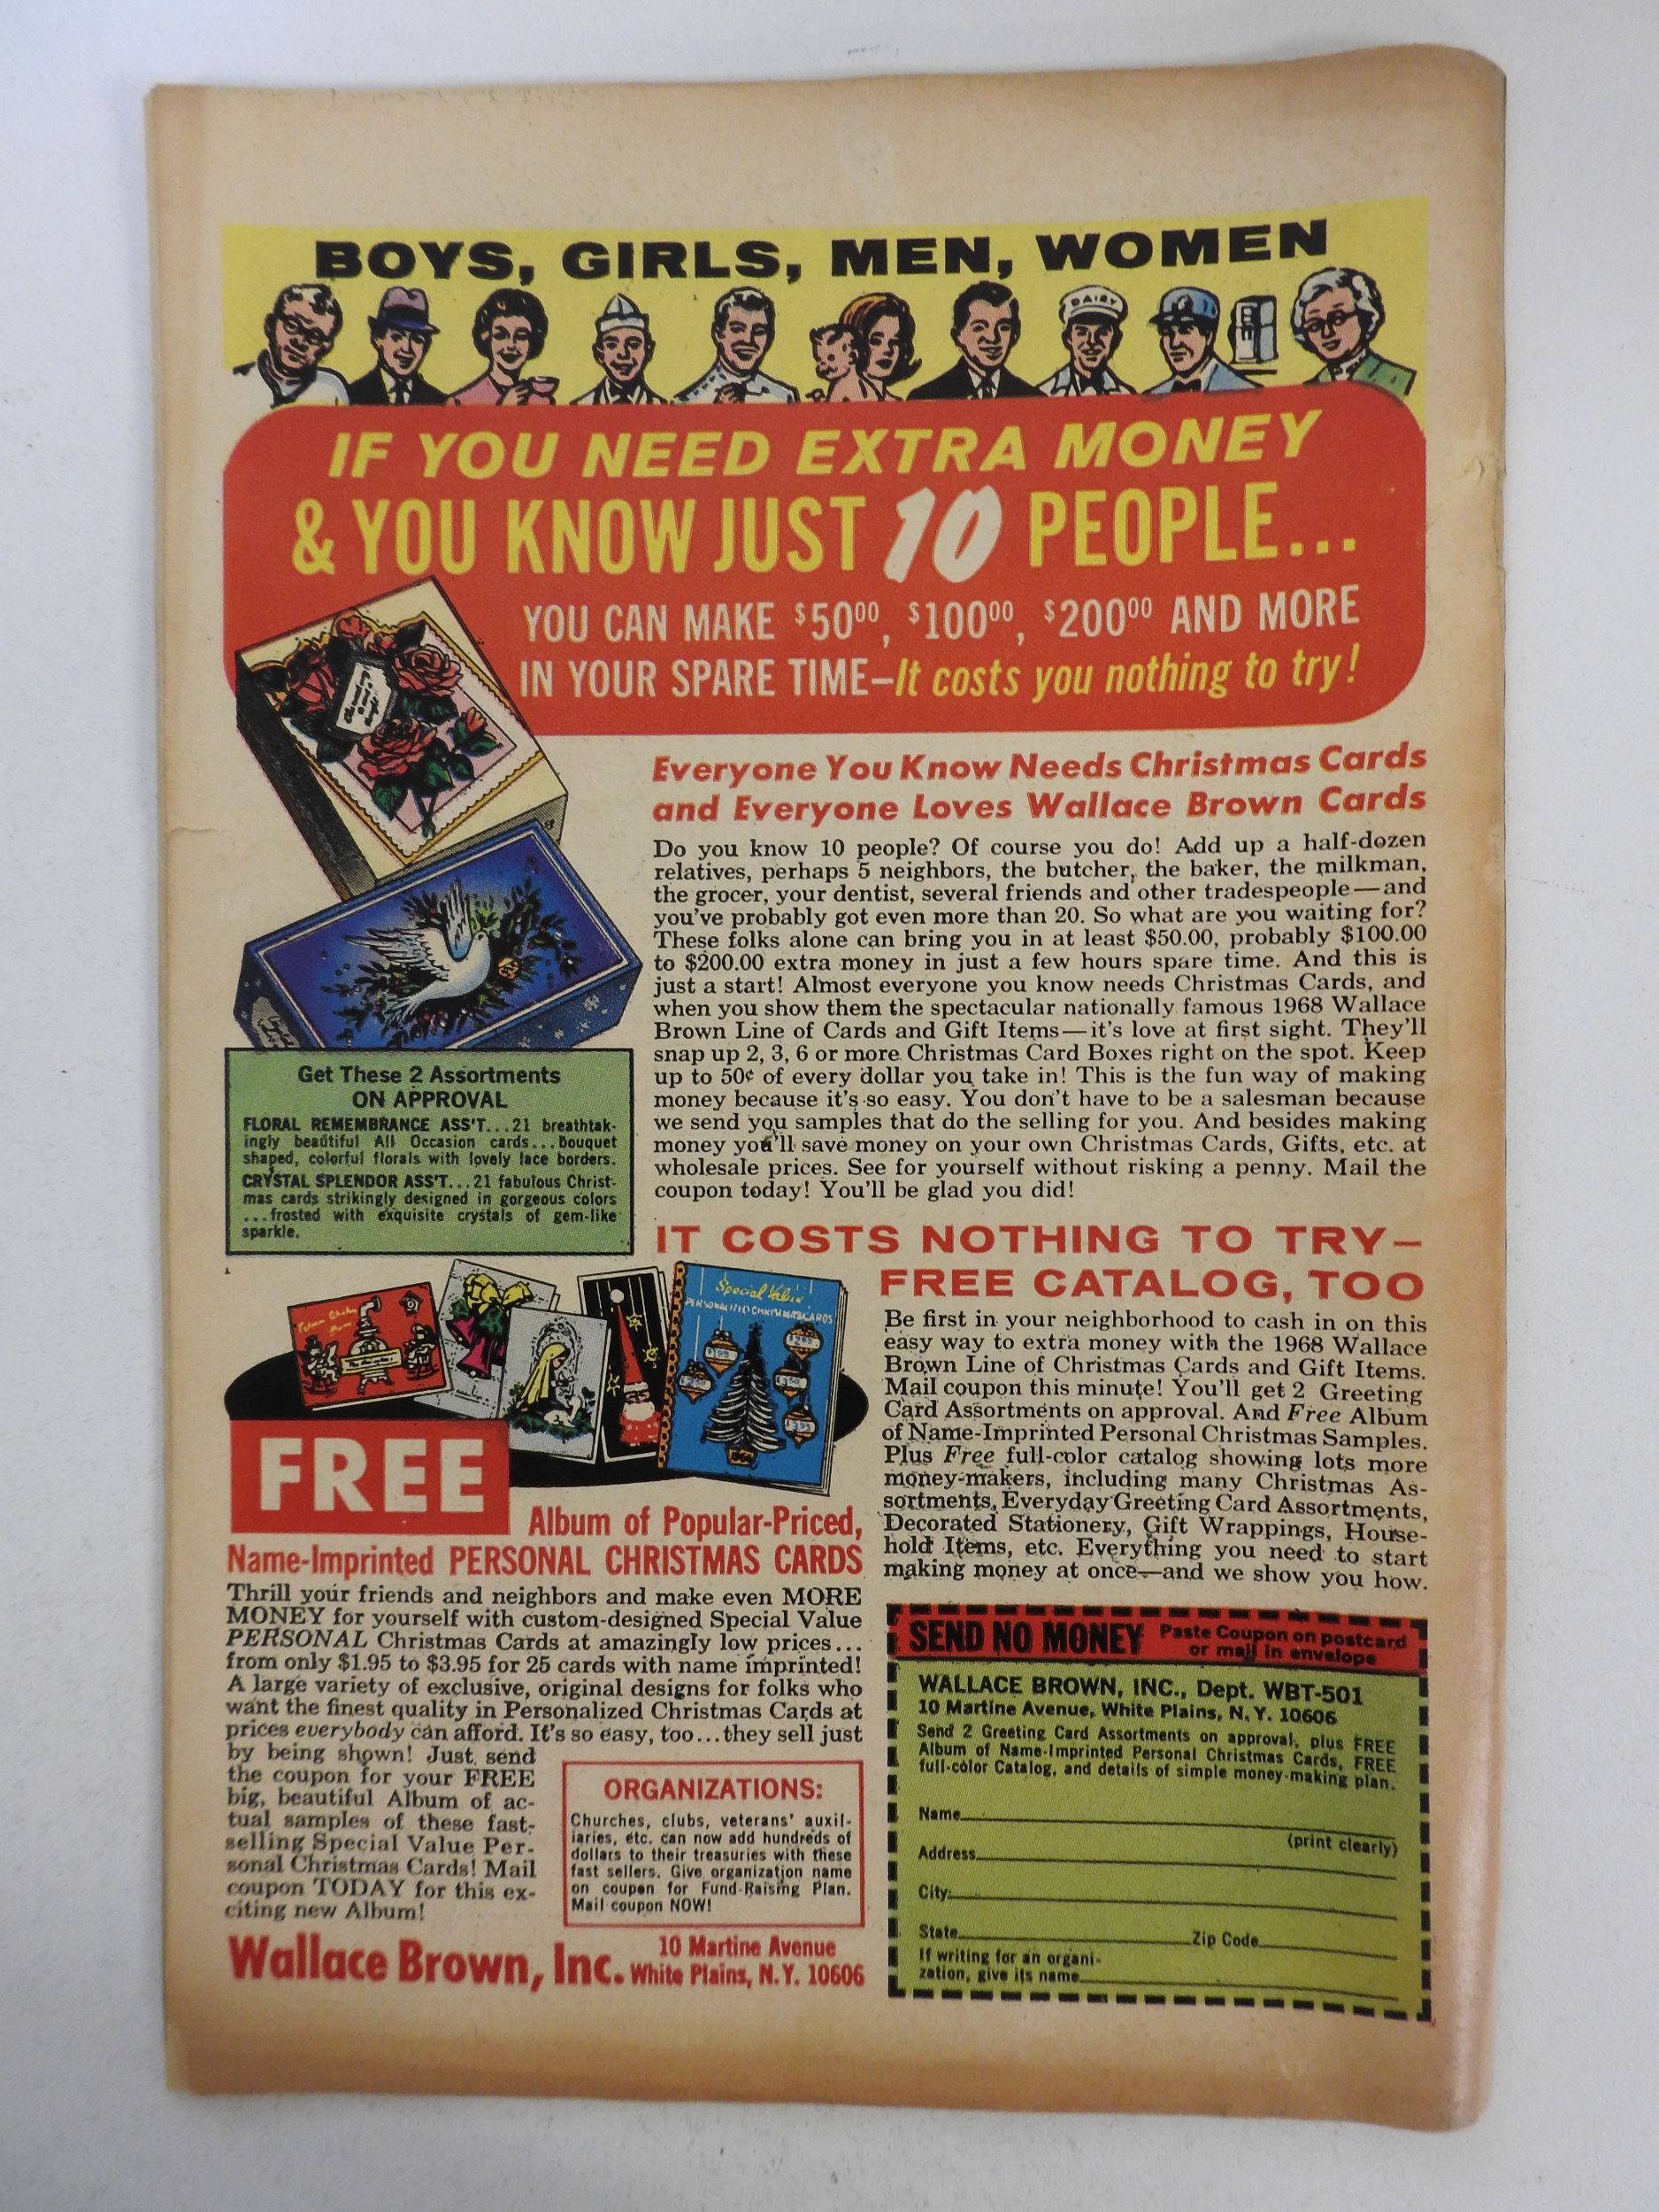 BOYS, GIRLS, MEN, WOMEN
DAIRY
IF YOU NEED EXTRA MONEY
& YOU KNOW JUST 10 PEOPLE...
YOU CAN MAKE $50⁰⁰, $100⁰⁰, $200⁰⁰ AND MORE
IN YOUR SPARE TIME—It costs you nothing to try!
Everyone You Know Needs Christmas Cards
and Everyone Loves Wallace Brown Cards
Do you know 10 people? Of course you do! Add up a half-dozen
relatives, perhaps 5 neighbors, the butcher, the baker, the milkman,
the grocer, your dentist, several friends and other tradespeople—and
you've probably got even more than 20. So what are you waiting for?
These folks alone can bring you in at least $50.00, probably $100.00
to $200.00 extra money in just a few hours spare time. And this is
just a start! Almost everyone you know needs Christmas Cards, and
when you show them the spectacular nationally famous 1968 Wallace
Brown Line of Cards and Gift Items—it's love at first sight. They'll
snap up 2, 3, 6 or more Christmas Card Boxes right on the spot. Keep
up to 50¢ of every dollar you take in! This is the fun way of making
money because it's so easy. You don't have to be a salesman because
we send you samples that do the selling for you. And besides making
money you'll save money on your own Christmas Cards, Gifts, etc. at
wholesale prices. See for yourself without risking a penny. Mail the
coupon today! You'll be glad you did!
Get These 2 Assortments
ON APPROVAL
FLORAL REMEMBRANCE ASS'T...21 breathtak-
ingly beautiful All Occasion cards...bouquet
shaped, colorful florals with lovely lace borders.
CRYSTAL SPLENDOR ASS'T...21 fabulous Christ-
mas cards strikingly designed in gorgeous colors
...frosted with exquisite crystals of gem-like
sparkle.
IT COSTS NOTHING TO TRY—
FREE CATALOG, TOO
Be first in your neighborhood to cash in on this
easy way to extra money with the 1968 Wallace
Brown Line of Christmas Cards and Gift Items.
Mail coupon this minute! You'll get 2 Greeting
Card Assortments on approval. And Free Album
of Name-Imprinted Personal Christmas Samples.
Plus Free full-color catalog showing lots more
money-makers, including many Christmas As-
sortments, Everyday Greeting Card Assortments,
Decorated Stationery, Gift Wrappings, House-
hold Items, etc. Everything you need to start
making money at once—and we show you how.
Special Value
PERSONALIZED CHRISTMAS CARDS
FREE
Album of Popular-Priced,
Name-Imprinted PERSONAL CHRISTMAS CARDS
Thrill your friends and neighbors and make even MORE
MONEY for yourself with custom-designed Special Value
PERSONAL Christmas Cards at amazingly low prices...
from only $1.95 to $3.95 for 25 cards with name imprinted!
A large variety of exclusive, original designs for folks who
want the finest quality in Personalized Christmas Cards at
prices everybody can afford. It's so easy, too...they sell just
by being shown! Just send
the coupon for your FREE
big, beautiful Album of ac-
tual samples of these fast-
selling Special Value Per-
sonal Christmas Cards! Mail
coupon TODAY for this ex-
citing new Album!
ORGANIZATIONS:
Churches, clubs, veterans' auxil-
iaries, etc. can now add hundreds of
dollars to their treasuries with these
fast sellers. Give organization name
on coupon for Fund-Raising Plan.
Mail coupon NOW!
Wallace Brown, Inc. 10 Martine Avenue
White Plains, N.Y. 10606
SEND NO MONEY Paste Coupon on postcard
or mail in envelope
WALLACE BROWN, INC., Dept. WBT-501
10 Martine Avenue, White Plains, N.Y. 10606
Send 2 Greeting Card Assortments on approval, plus FREE
Album of Name-Imprinted Personal Christmas Cards, FREE
full-color Catalog, and details of simple money-making plan.
Name
(print clearly)
Address
City
State Zip Code
If writing for an organi-
zation, give its name